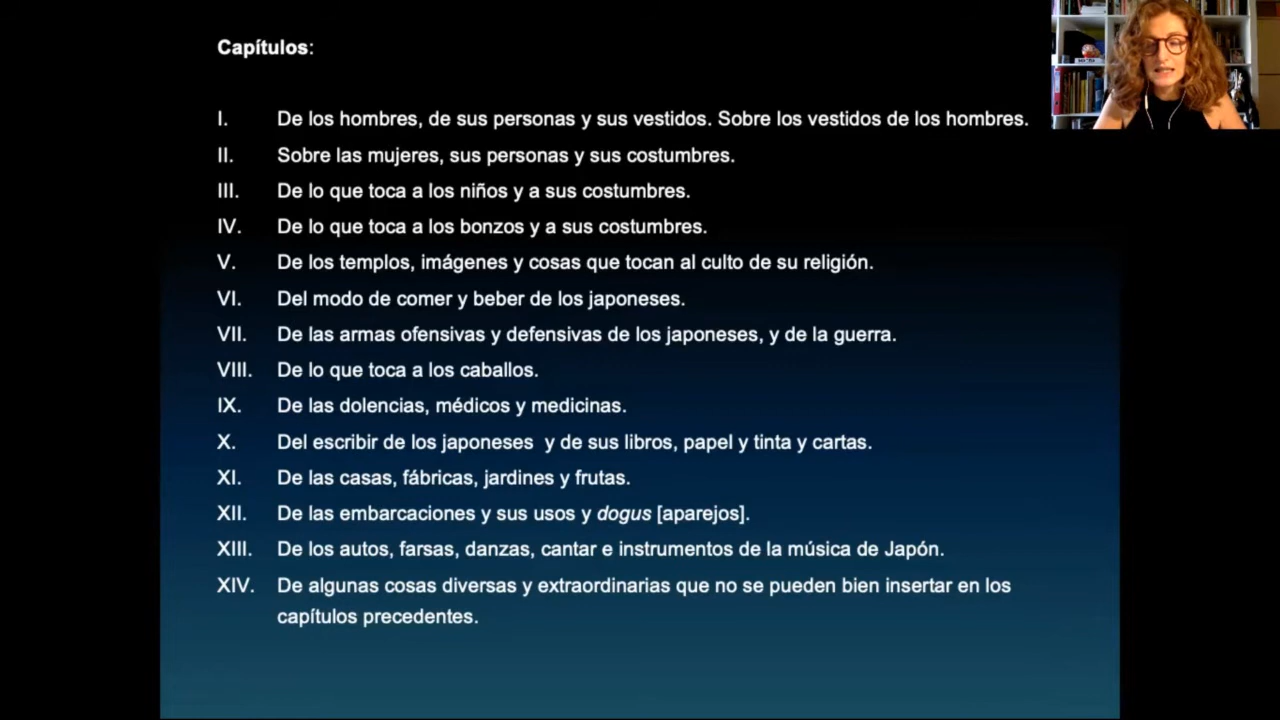 Capítulos:
I. De los hombres, de sus personas y sus vestidos. Sobre los vestidos de los hombres.
II. Sobre las mujeres, sus personas y sus costumbres.
III. De lo que toca a los niños y a sus costumbres.
IV. De lo que toca a los bonzos y a sus costumbres.
V. De los templos, imágenes y cosas que tocan al culto de su religión.
VI. Del modo de comer y beber de los japoneses.
VII. De las armas ofensivas y defensivas de los japoneses, y de la guerra.
VIII. De lo que toca a los caballos.
IX. De las dolencias, médicos y medicinas.
X. Del escribir de los japoneses y de sus libros, papel y tinta y cartas.
XI. De las casas, fábricas, jardines y frutas.
XII. De las embarcaciones y sus usos y dogus [aparejos].
XIII. De los autos, farsas, danzas, cantar e instrumentos de la música de Japón.
XIV. De algunas cosas diversas y extraordinarias que no se pueden bien insertar en los
capítulos precedentes.